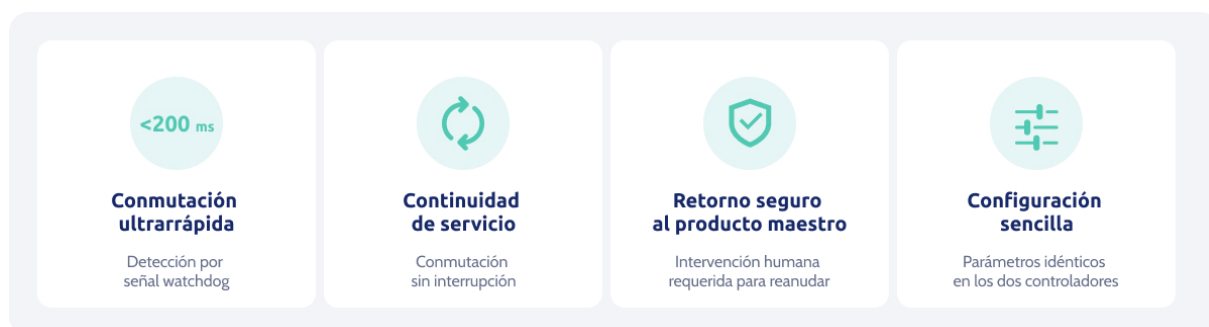 <200 ms
Conmutación
ultrarrápida
Detección por
señal watchdog
Continuidad
de servicio
Conmutación
sin interrupción
Retorno seguro
al producto maestro
Intervención humana
requerida para reanudar
Configuración
sencilla
Parámetros idénticos
en los dos controladores